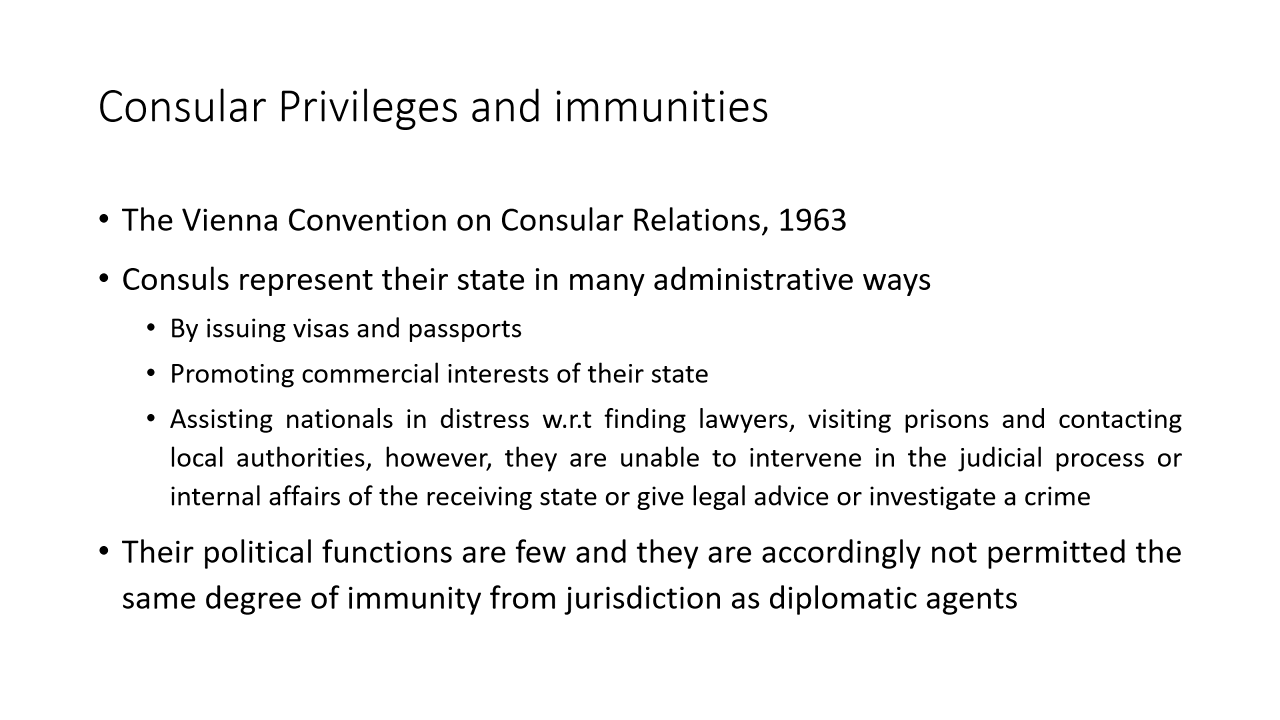 Consular Privileges and immunities
• The Vienna Convention on Consular Relations, 1963
• Consuls represent their state in many administrative ways
• By issuing visas and passports
• Promoting commercial interests of their state
• Assisting nationals in distress w.r.t finding lawyers, visiting prisons and contacting
local authorities, however, they are unable to intervene in the judicial process or
internal affairs of the receiving state or give legal advice or investigate a crime
• Their political functions are few and they are accordingly not permitted the
same degree of immunity from jurisdiction as diplomatic agents